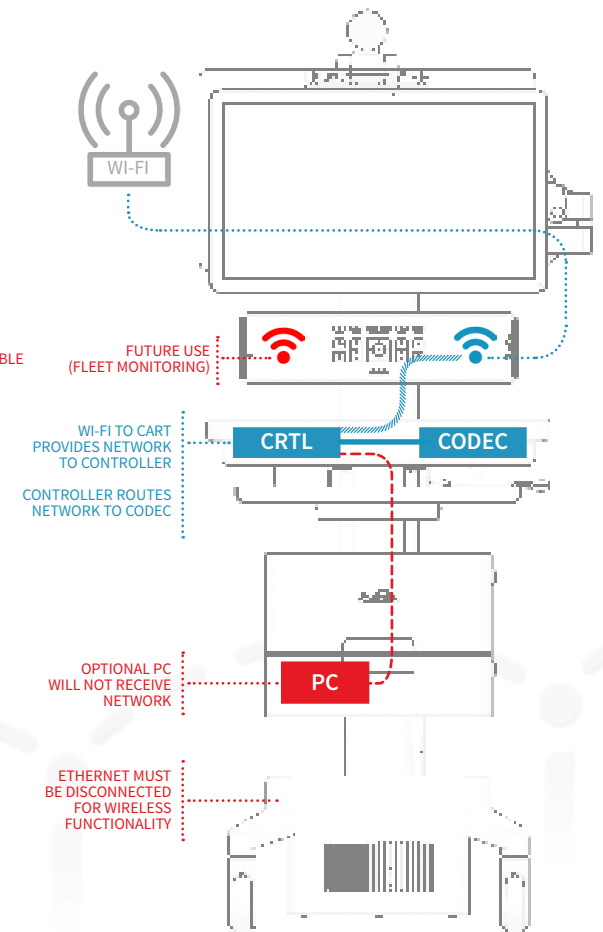 WI-FI
BLE
FUTURE USE
(FLEET MONITORING)
WI-FI TO CART
PROVIDES NETWORK
TO CONTROLLER
CONTROLLER ROUTES
NETWORK TO CODEC
CRTL
CODEC
OPTIONAL PC
WILL NOT RECEIVE
NETWORK
PC
ETHERNET MUST
BE DISCONNECTED
FOR WIRELESS
FUNCTIONALITY